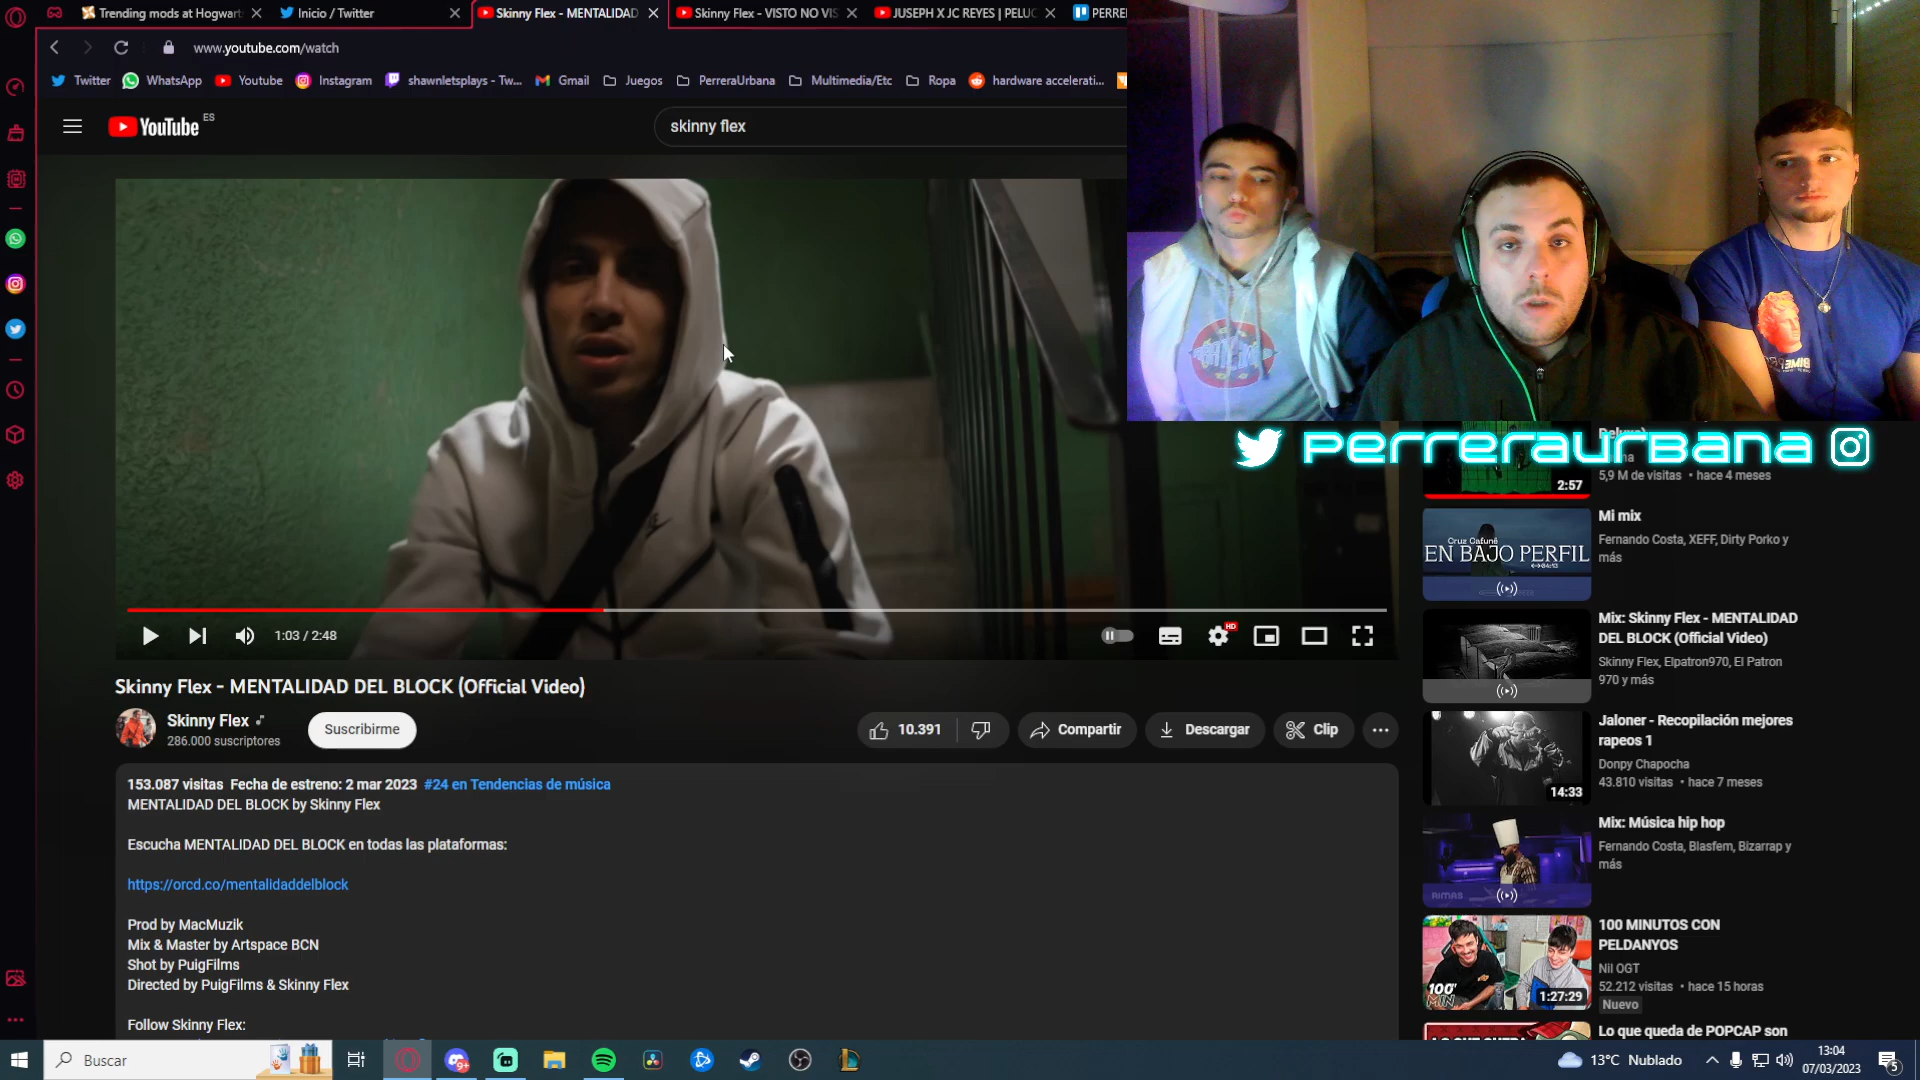 Trending mods at Hogwart
Inicio / Twitter
Skinny Flex - MENTALIDAD
Skinny Flex - VISTO NO VIS
JUSEPH X JC REYES | PELUC
PERRE
www.youtube.com/watch
Twitter
WhatsApp
Youtube
Instagram
shawnletsplays - Tw...
Gmail
Juegos
PerreraUrbana
Multimedia/Etc
Ropa
hardware accelerati...
YouTube ES
skinny flex
perreraurbana
5,9 M de visitas • hace 4 meses
2:57
Mi mix
Fernando Costa, XEFF, Dirty Porko y
más
Cruz Cafuné
EN BAJO PERFIL
Mix: Skinny Flex - MENTALIDAD
DEL BLOCK (Official Video)
Skinny Flex, Elpatron970, El Patron
970 y más
Jaloner - Recopilación mejores
rapeos 1
Donpy Chapocha
43.810 visitas • hace 7 meses
14:33
Mix: Música hip hop
Fernando Costa, Blasfem, Bizarrap y
más
RIMAS
100 MINUTOS CON
PELDANYOS
Nil OGT
52.212 visitas • hace 15 horas
Nuevo
100"
MIN
1:27:29
Lo que queda de POPCAP son
1:03 / 2:48
HD
Skinny Flex - MENTALIDAD DEL BLOCK (Official Video)
Skinny Flex
286.000 suscriptores
Suscribirme
10.391
Compartir
Descargar
Clip
153.087 visitas Fecha de estreno: 2 mar 2023 #24 en Tendencias de música
MENTALIDAD DEL BLOCK by Skinny Flex
Escucha MENTALIDAD DEL BLOCK en todas las plataformas:
https://orcd.co/mentalidaddelblock
Prod by MacMuzik
Mix & Master by Artspace BCN
Shot by PuigFilms
Directed by PuigFilms & Skinny Flex
Follow Skinny Flex:
Buscar
9+
13°C Nublado
13:04
07/03/2023
5